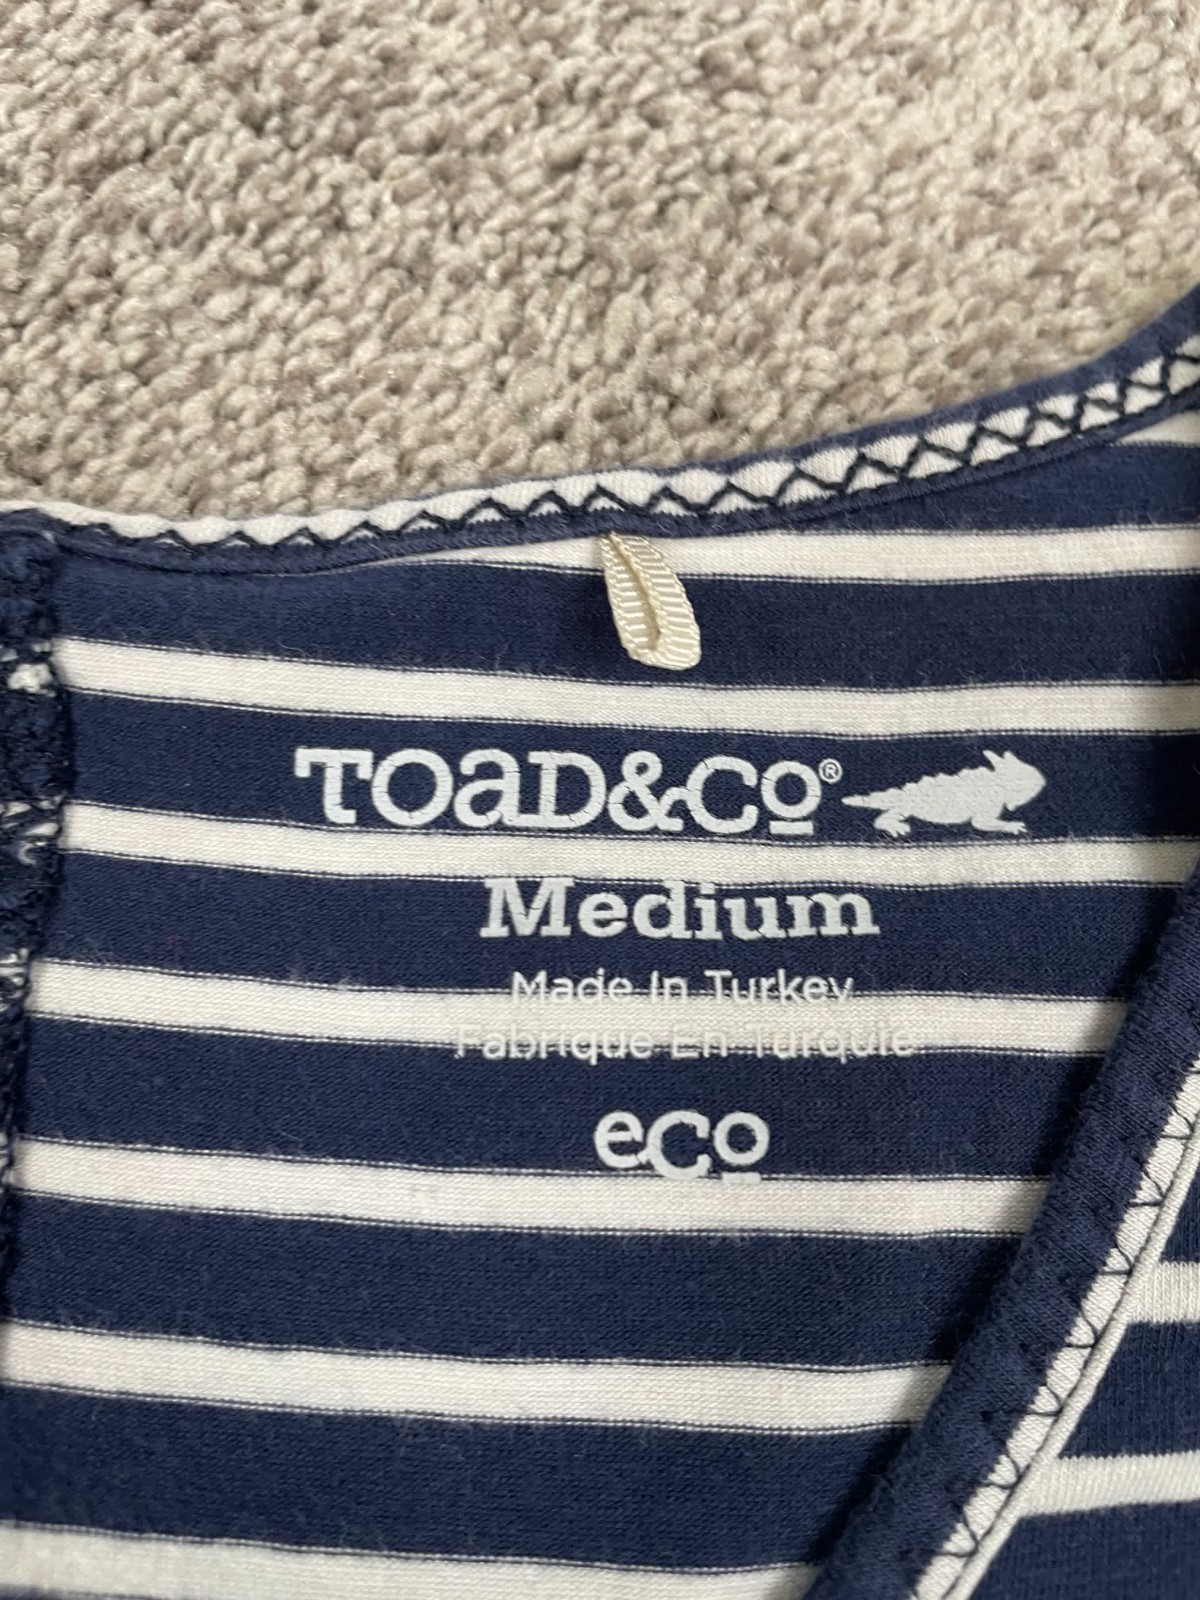 TOAD&CO®
Medium
Made In Turkey
Fabrique En Turquie
eco